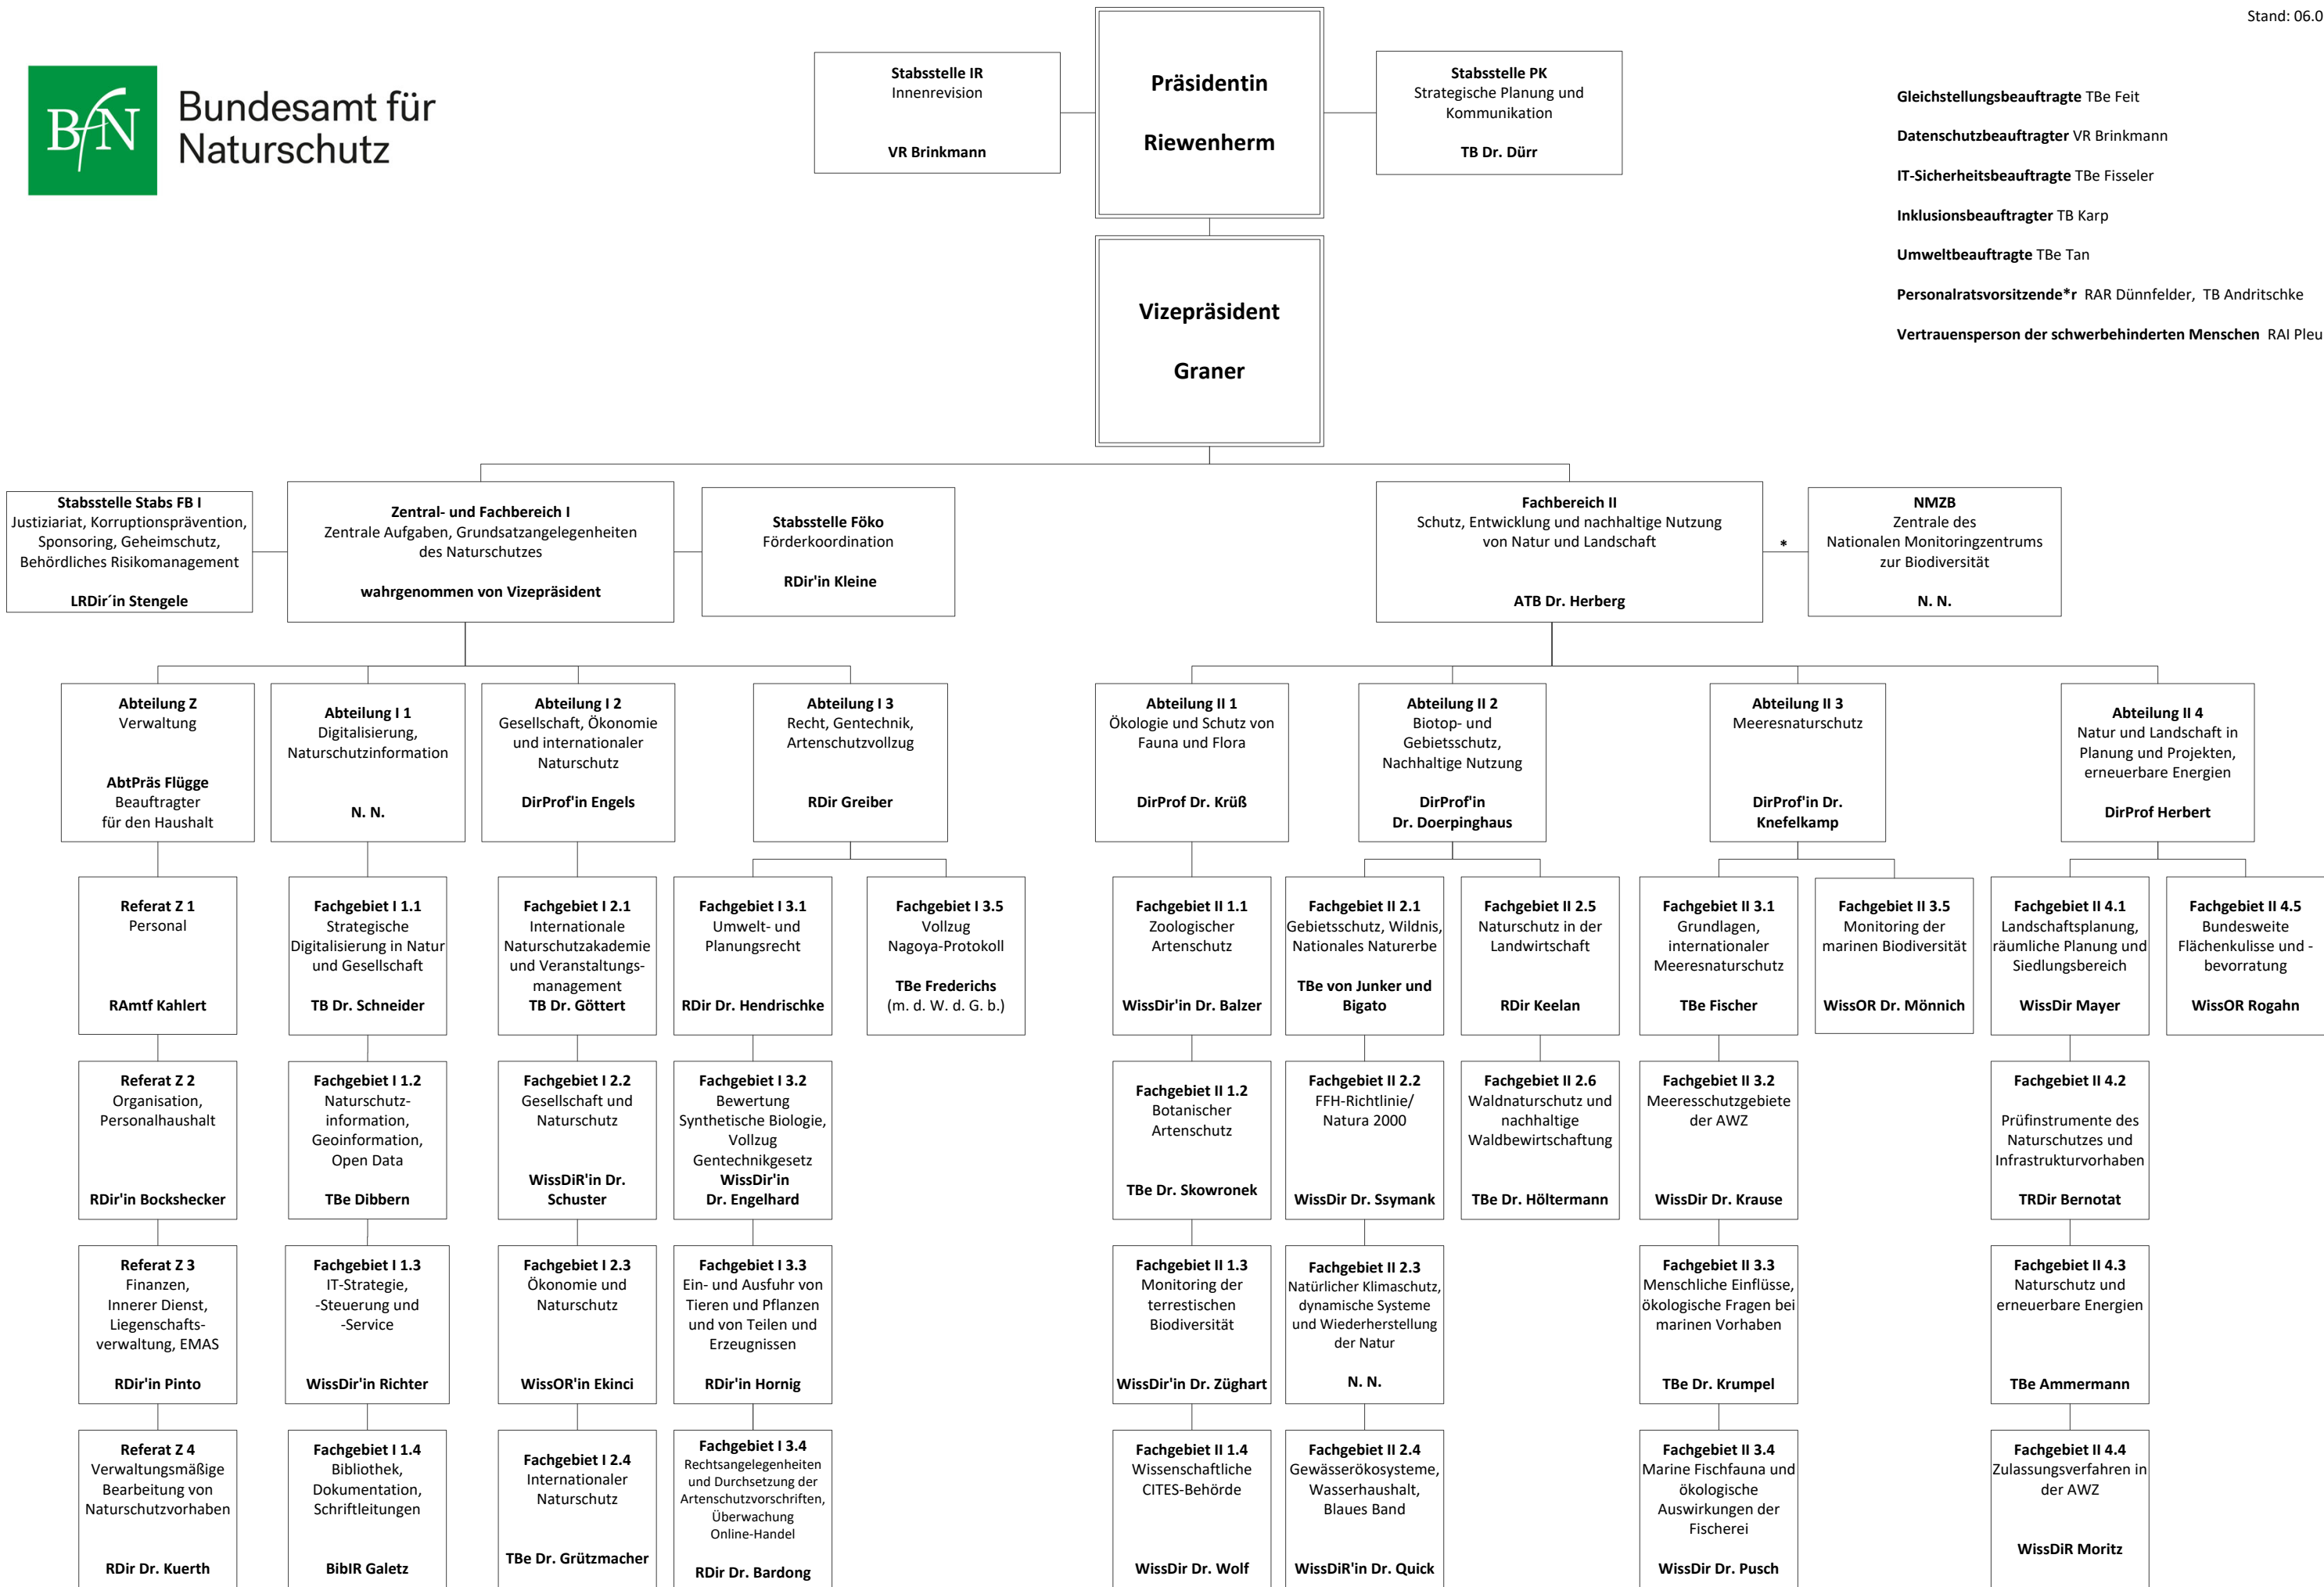 Stand: 06.0
BfN
Bundesamt für
Naturschutz
Stabsstelle IR
Innenrevision
VR Brinkmann
Präsidentin
Riewenherm
Stabsstelle PK
Strategische Planung und
Kommunikation
TB Dr. Dürr
Gleichstellungsbeauftragte TBe Feit
Datenschutzbeauftragter VR Brinkmann
IT-Sicherheitsbeauftragte TBe Fisseler
Inklusionsbeauftragter TB Karp
Umweltbeauftragte TBe Tan
Personalratsvorsitzende*r RAR Dünnfelder, TB Andritschke
Vertrauensperson der schwerbehinderten Menschen RAI Pleu
Vizepräsident
Graner
Stabsstelle Stabs FB I
Justiziariat, Korruptionsprävention,
Sponsoring, Geheimschutz,
Behördliches Risikomanagement
LRDir´in Stengele
Zentral- und Fachbereich I
Zentrale Aufgaben, Grundsatzangelegenheiten
des Naturschutzes
wahrgenommen von Vizepräsident
Stabsstelle Föko
Förderkoordination
RDir'in Kleine
Fachbereich II
Schutz, Entwicklung und nachhaltige Nutzung
von Natur und Landschaft
ATB Dr. Herberg
*
NMZB
Zentrale des
Nationalen Monitoringzentrums
zur Biodiversität
N. N.
Abteilung Z
Verwaltung
AbtPräs Flügge
Beauftragter
für den Haushalt
Abteilung I 1
Digitalisierung,
Naturschutzinformation
N. N.
Abteilung I 2
Gesellschaft, Ökonomie
und internationaler
Naturschutz
DirProf'in Engels
Abteilung I 3
Recht, Gentechnik,
Artenschutzvollzug
RDir Greiber
Abteilung II 1
Ökologie und Schutz von
Fauna und Flora
DirProf Dr. Krüß
Abteilung II 2
Biotop- und
Gebietsschutz,
Nachhaltige Nutzung
DirProf'in
Dr. Doerpinghaus
Abteilung II 3
Meeresnaturschutz
DirProf'in Dr.
Knefelkamp
Abteilung II 4
Natur und Landschaft in
Planung und Projekten,
erneuerbare Energien
DirProf Herbert
Referat Z 1
Personal
RAmtf Kahlert
Fachgebiet I 1.1
Strategische
Digitalisierung in Natur
und Gesellschaft
TB Dr. Schneider
Fachgebiet I 2.1
Internationale
Naturschutzakademie
und Veranstaltungs-
management
TB Dr. Göttert
Fachgebiet I 3.1
Umwelt- und
Planungsrecht
RDir Dr. Hendrischke
Fachgebiet I 3.5
Vollzug
Nagoya-Protokoll
TBe Frederichs
(m. d. W. d. G. b.)
Fachgebiet II 1.1
Zoologischer
Artenschutz
WissDir'in Dr. Balzer
Fachgebiet II 2.1
Gebietsschutz, Wildnis,
Nationales Naturerbe
TBe von Junker und
Bigato
Fachgebiet II 2.5
Naturschutz in der
Landwirtschaft
RDir Keelan
Fachgebiet II 3.1
Grundlagen,
internationaler
Meeresnaturschutz
TBe Fischer
Fachgebiet II 3.5
Monitoring der
marinen Biodiversität
WissOR Dr. Mönnich
Fachgebiet II 4.1
Landschaftsplanung,
räumliche Planung und
Siedlungsbereich
WissDir Mayer
Fachgebiet II 4.5
Bundesweite
Flächenkulisse und -
bevorratung
WissOR Rogahn
Referat Z 2
Organisation,
Personalhaushalt
RDir'in Bockshecker
Fachgebiet I 1.2
Naturschutz-
information,
Geoinformation,
Open Data
TBe Dibbern
Fachgebiet I 2.2
Gesellschaft und
Naturschutz
WissDiR'in Dr.
Schuster
Fachgebiet I 3.2
Bewertung
Synthetische Biologie,
Vollzug
Gentechnikgesetz
WissDir'in
Dr. Engelhard
Fachgebiet II 1.2
Botanischer
Artenschutz
TBe Dr. Skowronek
Fachgebiet II 2.2
FFH-Richtlinie/
Natura 2000
WissDir Dr. Ssymank
Fachgebiet II 2.6
Waldnaturschutz und
nachhaltige
Waldbewirtschaftung
TBe Dr. Höltermann
Fachgebiet II 3.2
Meeresschutzgebiete
der AWZ
WissDir Dr. Krause
Fachgebiet II 4.2
Prüfinstrumente des
Naturschutzes und
Infrastrukturvorhaben
TRDir Bernotat
Referat Z 3
Finanzen,
Innerer Dienst,
Liegenschafts-
verwaltung, EMAS
RDir'in Pinto
Fachgebiet I 1.3
IT-Strategie,
-Steuerung und
-Service
WissDir'in Richter
Fachgebiet I 2.3
Ökonomie und
Naturschutz
WissOR'in Ekinci
Fachgebiet I 3.3
Ein- und Ausfuhr von
Tieren und Pflanzen
und von Teilen und
Erzeugnissen
RDir'in Hornig
Fachgebiet II 1.3
Monitoring der
terrestischen
Biodiversität
WissDir'in Dr. Züghart
Fachgebiet II 2.3
Natürlicher Klimaschutz,
dynamische Systeme
und Wiederherstellung
der Natur
N. N.
Fachgebiet II 3.3
Menschliche Einflüsse,
ökologische Fragen bei
marinen Vorhaben
TBe Dr. Krumpel
Fachgebiet II 4.3
Naturschutz und
erneuerbare Energien
TBe Ammermann
Referat Z 4
Verwaltungsmäßige
Bearbeitung von
Naturschutzvorhaben
RDir Dr. Kuerth
Fachgebiet I 1.4
Bibliothek,
Dokumentation,
Schriftleitungen
BiblR Galetz
Fachgebiet I 2.4
Internationaler
Naturschutz
TBe Dr. Grützmacher
Fachgebiet I 3.4
Rechtsangelegenheiten
und Durchsetzung der
Artenschutzvorschriften,
Überwachung
Online-Handel
RDir Dr. Bardong
Fachgebiet II 1.4
Wissenschaftliche
CITES-Behörde
WissDir Dr. Wolf
Fachgebiet II 2.4
Gewässerökosysteme,
Wasserhaushalt,
Blaues Band
WissDiR'in Dr. Quick
Fachgebiet II 3.4
Marine Fischfauna und
ökologische
Auswirkungen der
Fischerei
WissDir Dr. Pusch
Fachgebiet II 4.4
Zulassungsverfahren in
der AWZ
WissDiR Moritz